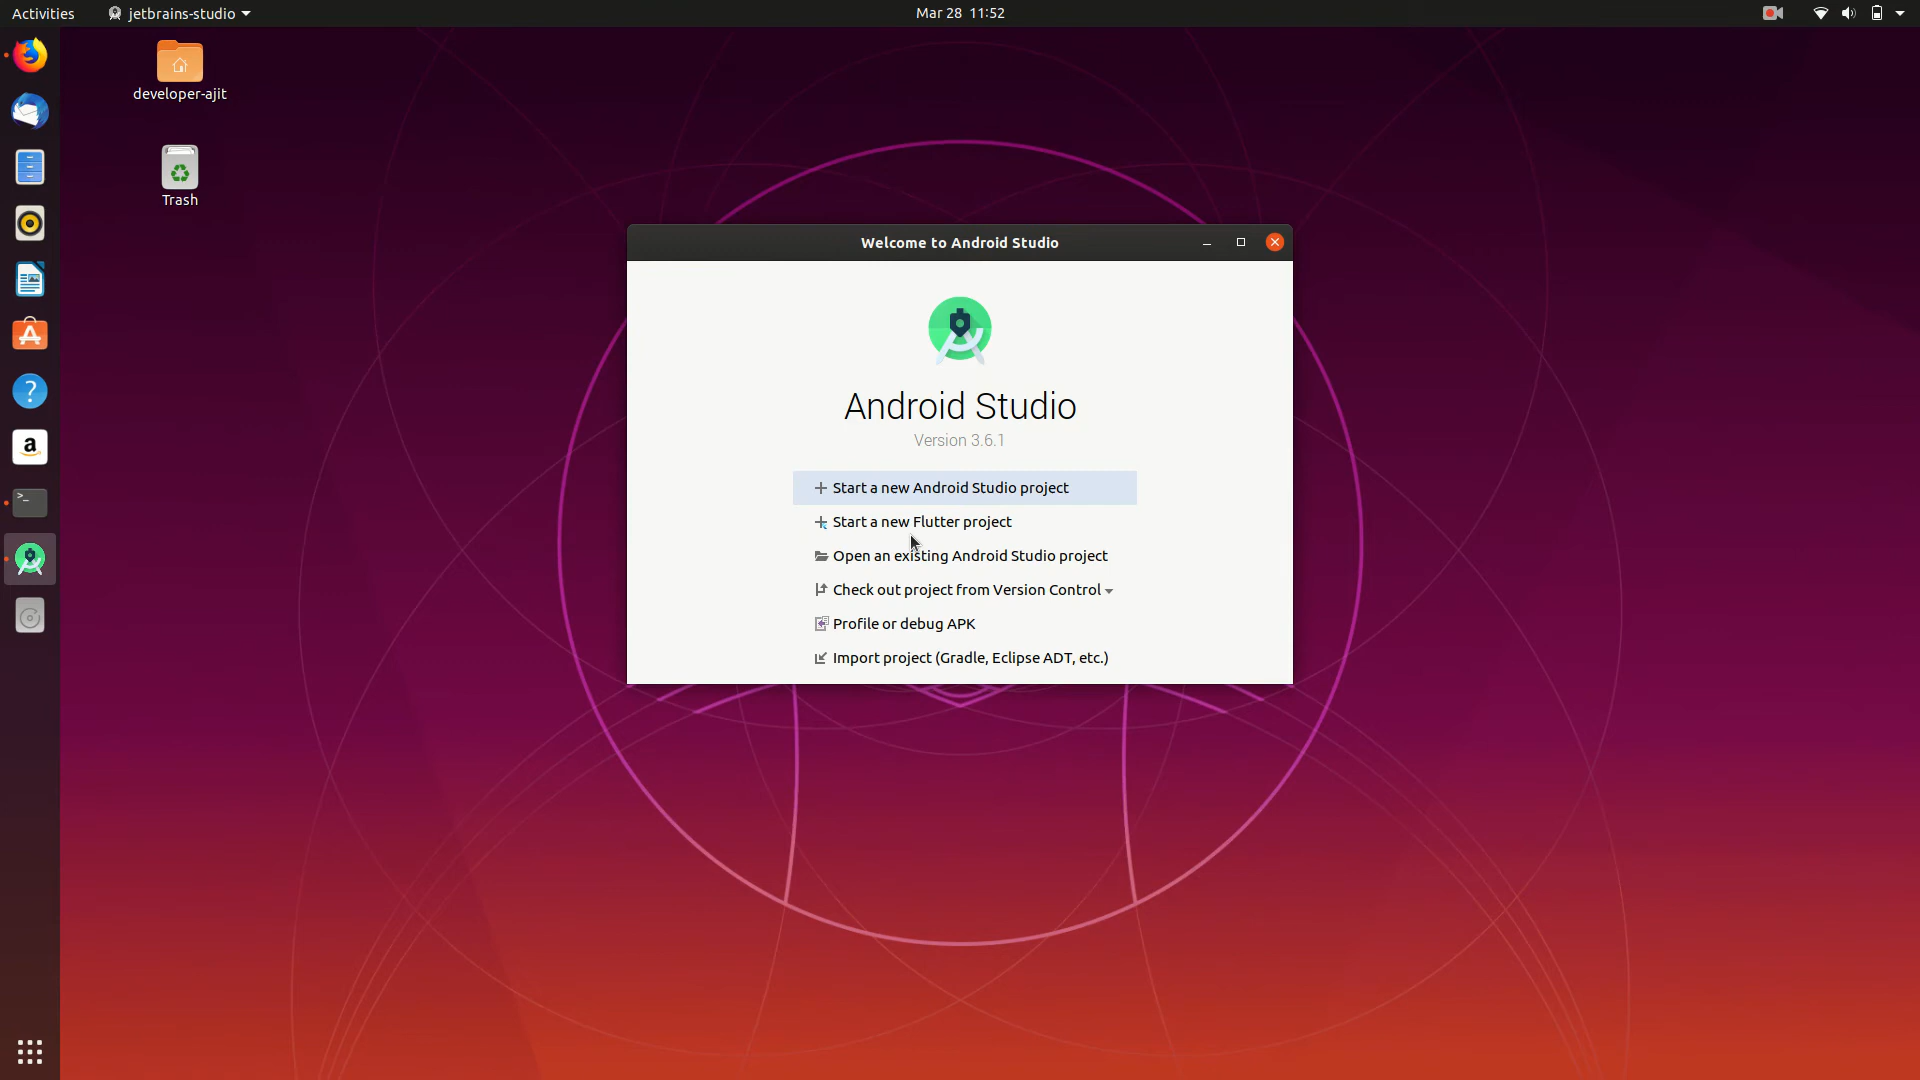 Activities
jetbrains-studio
Mar 28 11:52
developer-ajit
Trash
Welcome to Android Studio
Android Studio
Version 3.6.1
Start a new Android Studio project
Start a new Flutter project
Open an existing Android Studio project
Check out project from Version Control
Profile or debug APK
Import project (Gradle, Eclipse ADT, etc.)